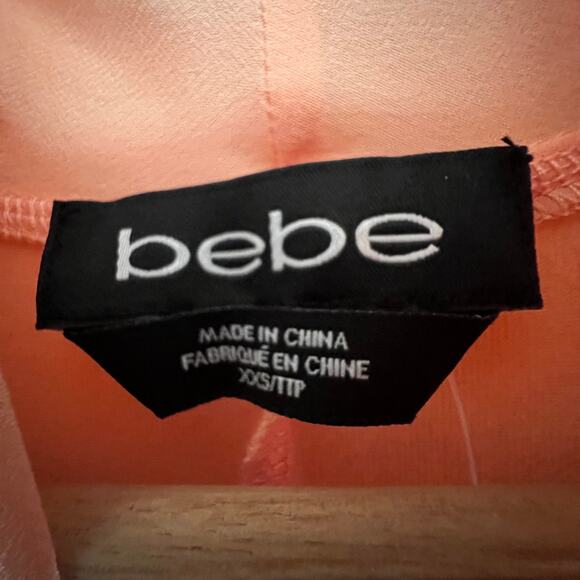 bebe
MADE IN CHINA
FABRIQUÉ EN CHINE
XXS/TTP